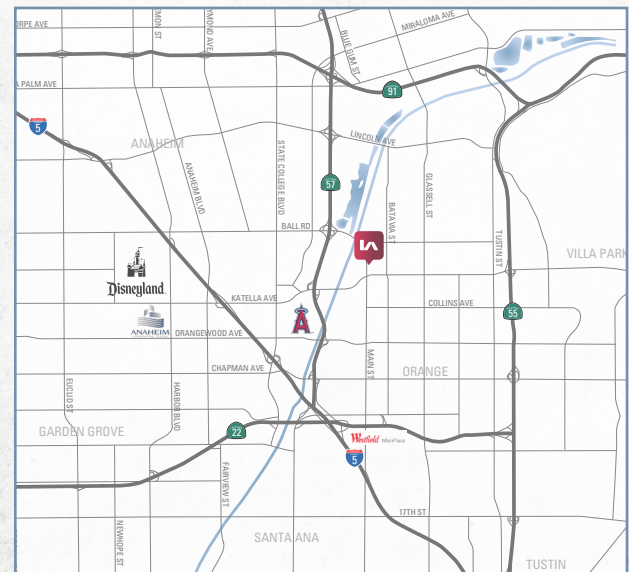 MIRALOMA AVE
BLUE GUM ST
91
A PALM AVE
5
LINCOLN AVE
ANAHEIM
STATE COLLEGE BLVD
ANAHEIM BLVD
57
GLASSELL ST
BATAVIA ST
BALL RD
TUSTIN ST
VILLA PARK
Disneyland
KATELLA AVE
COLLINS AVE
55
A
ANAHEIM
ORANGEWOOD AVE
CHAPMAN AVE
MAIN ST
ORANGE
EUCLID ST
HARBOR BLVD
GARDEN GROVE
22
Westfield MainPlace
5
FAIRVIEW ST
17TH ST
NEWHOPE ST
SANTA ANA
TUSTIN